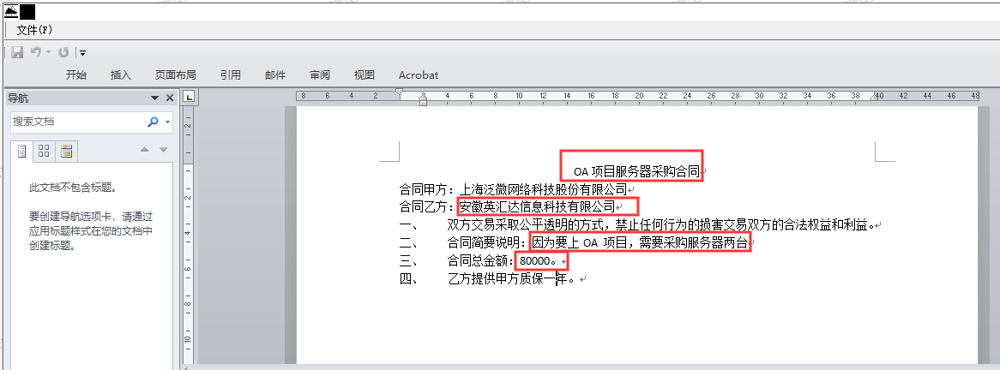 文件(F)
开始 插入 页面布局 引用 邮件 审阅 视图 Acrobat
导航
搜索文档
此文档不包含标题。
要创建导航选项卡，请通过
应用标题样式在您的文档中
创建标题。
8 6 4 2 2 4 6 8 10 12 14 16 18 20 22 24 26 28 30 32 34 36 38 40 42 44 46 48
2
2
4
6
8
10
OA 项目服务器采购合同
合同甲方：上海泛微网络科技股份有限公司
合同乙方：安徽英汇达信息科技有限公司
一、 双方交易采取公平透明的方式，禁止任何行为的损害交易双方的合法权益和利益。
二、 合同简要说明：因为要上 OA 项目，需要采购服务器两台
三、 合同总金额：80000。
四、 乙方提供甲方质保一年。